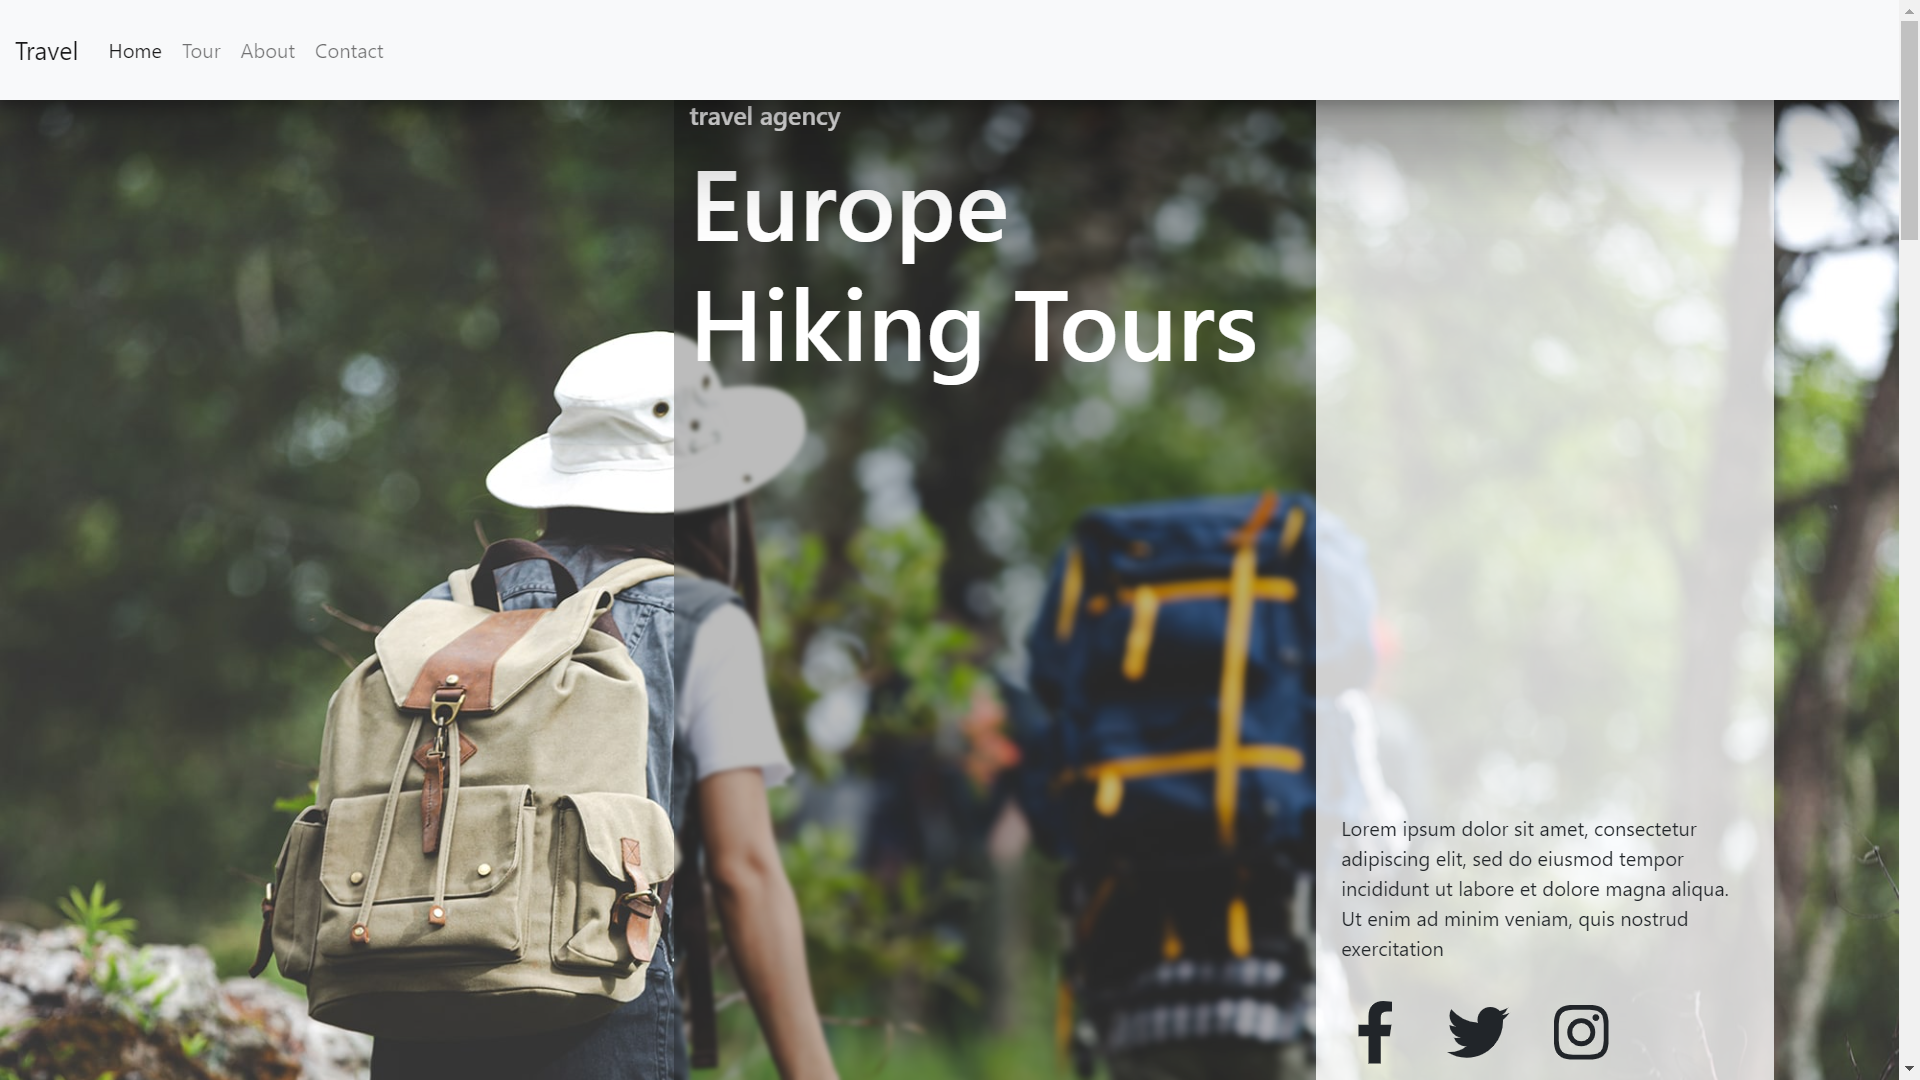 Travel Home Tour About Contact
travel agency
Europe
Hiking Tours
Lorem ipsum dolor sit amet, consectetur
adipiscing elit, sed do eiusmod tempor
incididunt ut labore et dolore magna aliqua.
Ut enim ad minim veniam, quis nostrud
exercitation